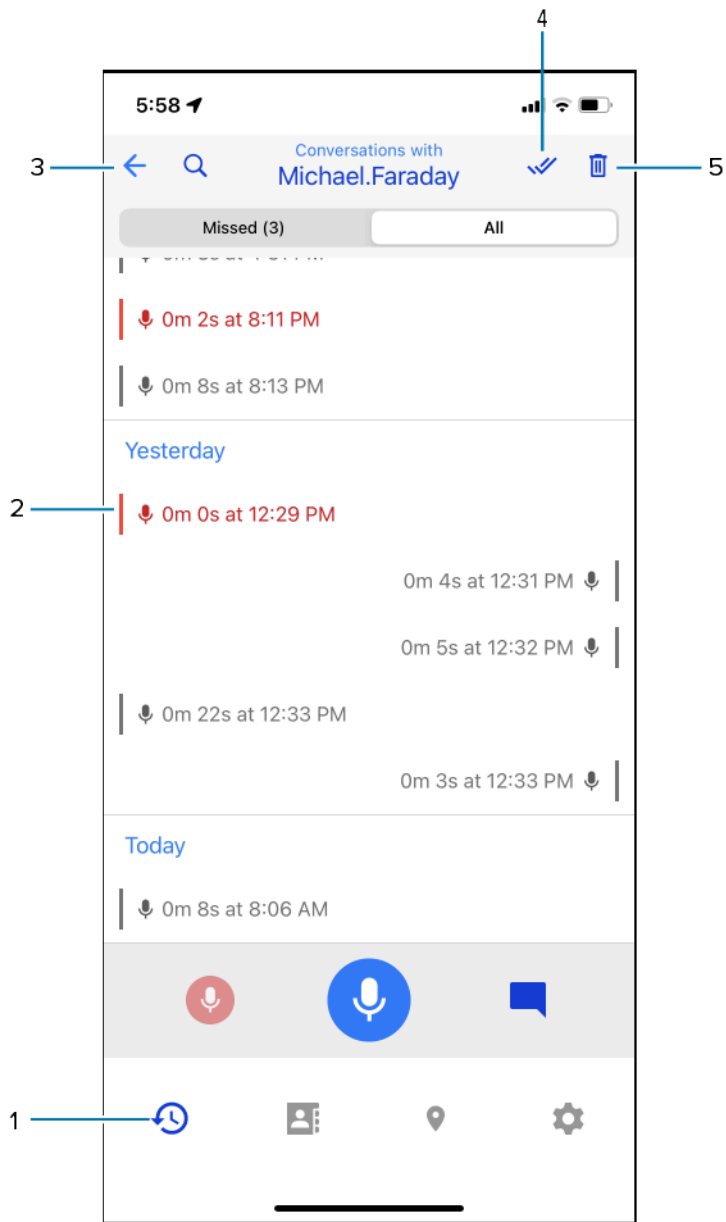 4
5:58
3
Conversations with
Michael.Faraday
5
Missed (3)
All
0m 2s at 8:11 PM
0m 8s at 8:13 PM
Yesterday
2
0m 0s at 12:29 PM
0m 4s at 12:31 PM
0m 5s at 12:32 PM
0m 22s at 12:33 PM
0m 3s at 12:33 PM
Today
0m 8s at 8:06 AM
1